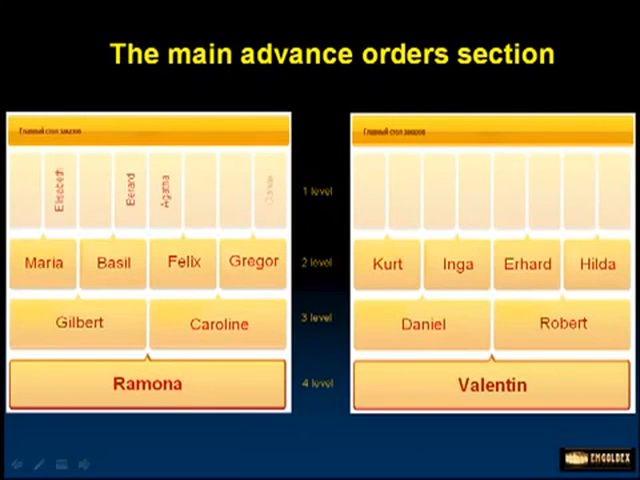 The main advance orders section
Главный стол заказов
Elisabeth
Berard
Agatha
Maria
Basil
Felix
Gregor
Gilbert
Caroline
Ramona
1 level
2 level
3 level
4 level
Главный стол заказов
Kurt
Inga
Erhard
Hilda
Daniel
Robert
Valentin
EMGOLDEX